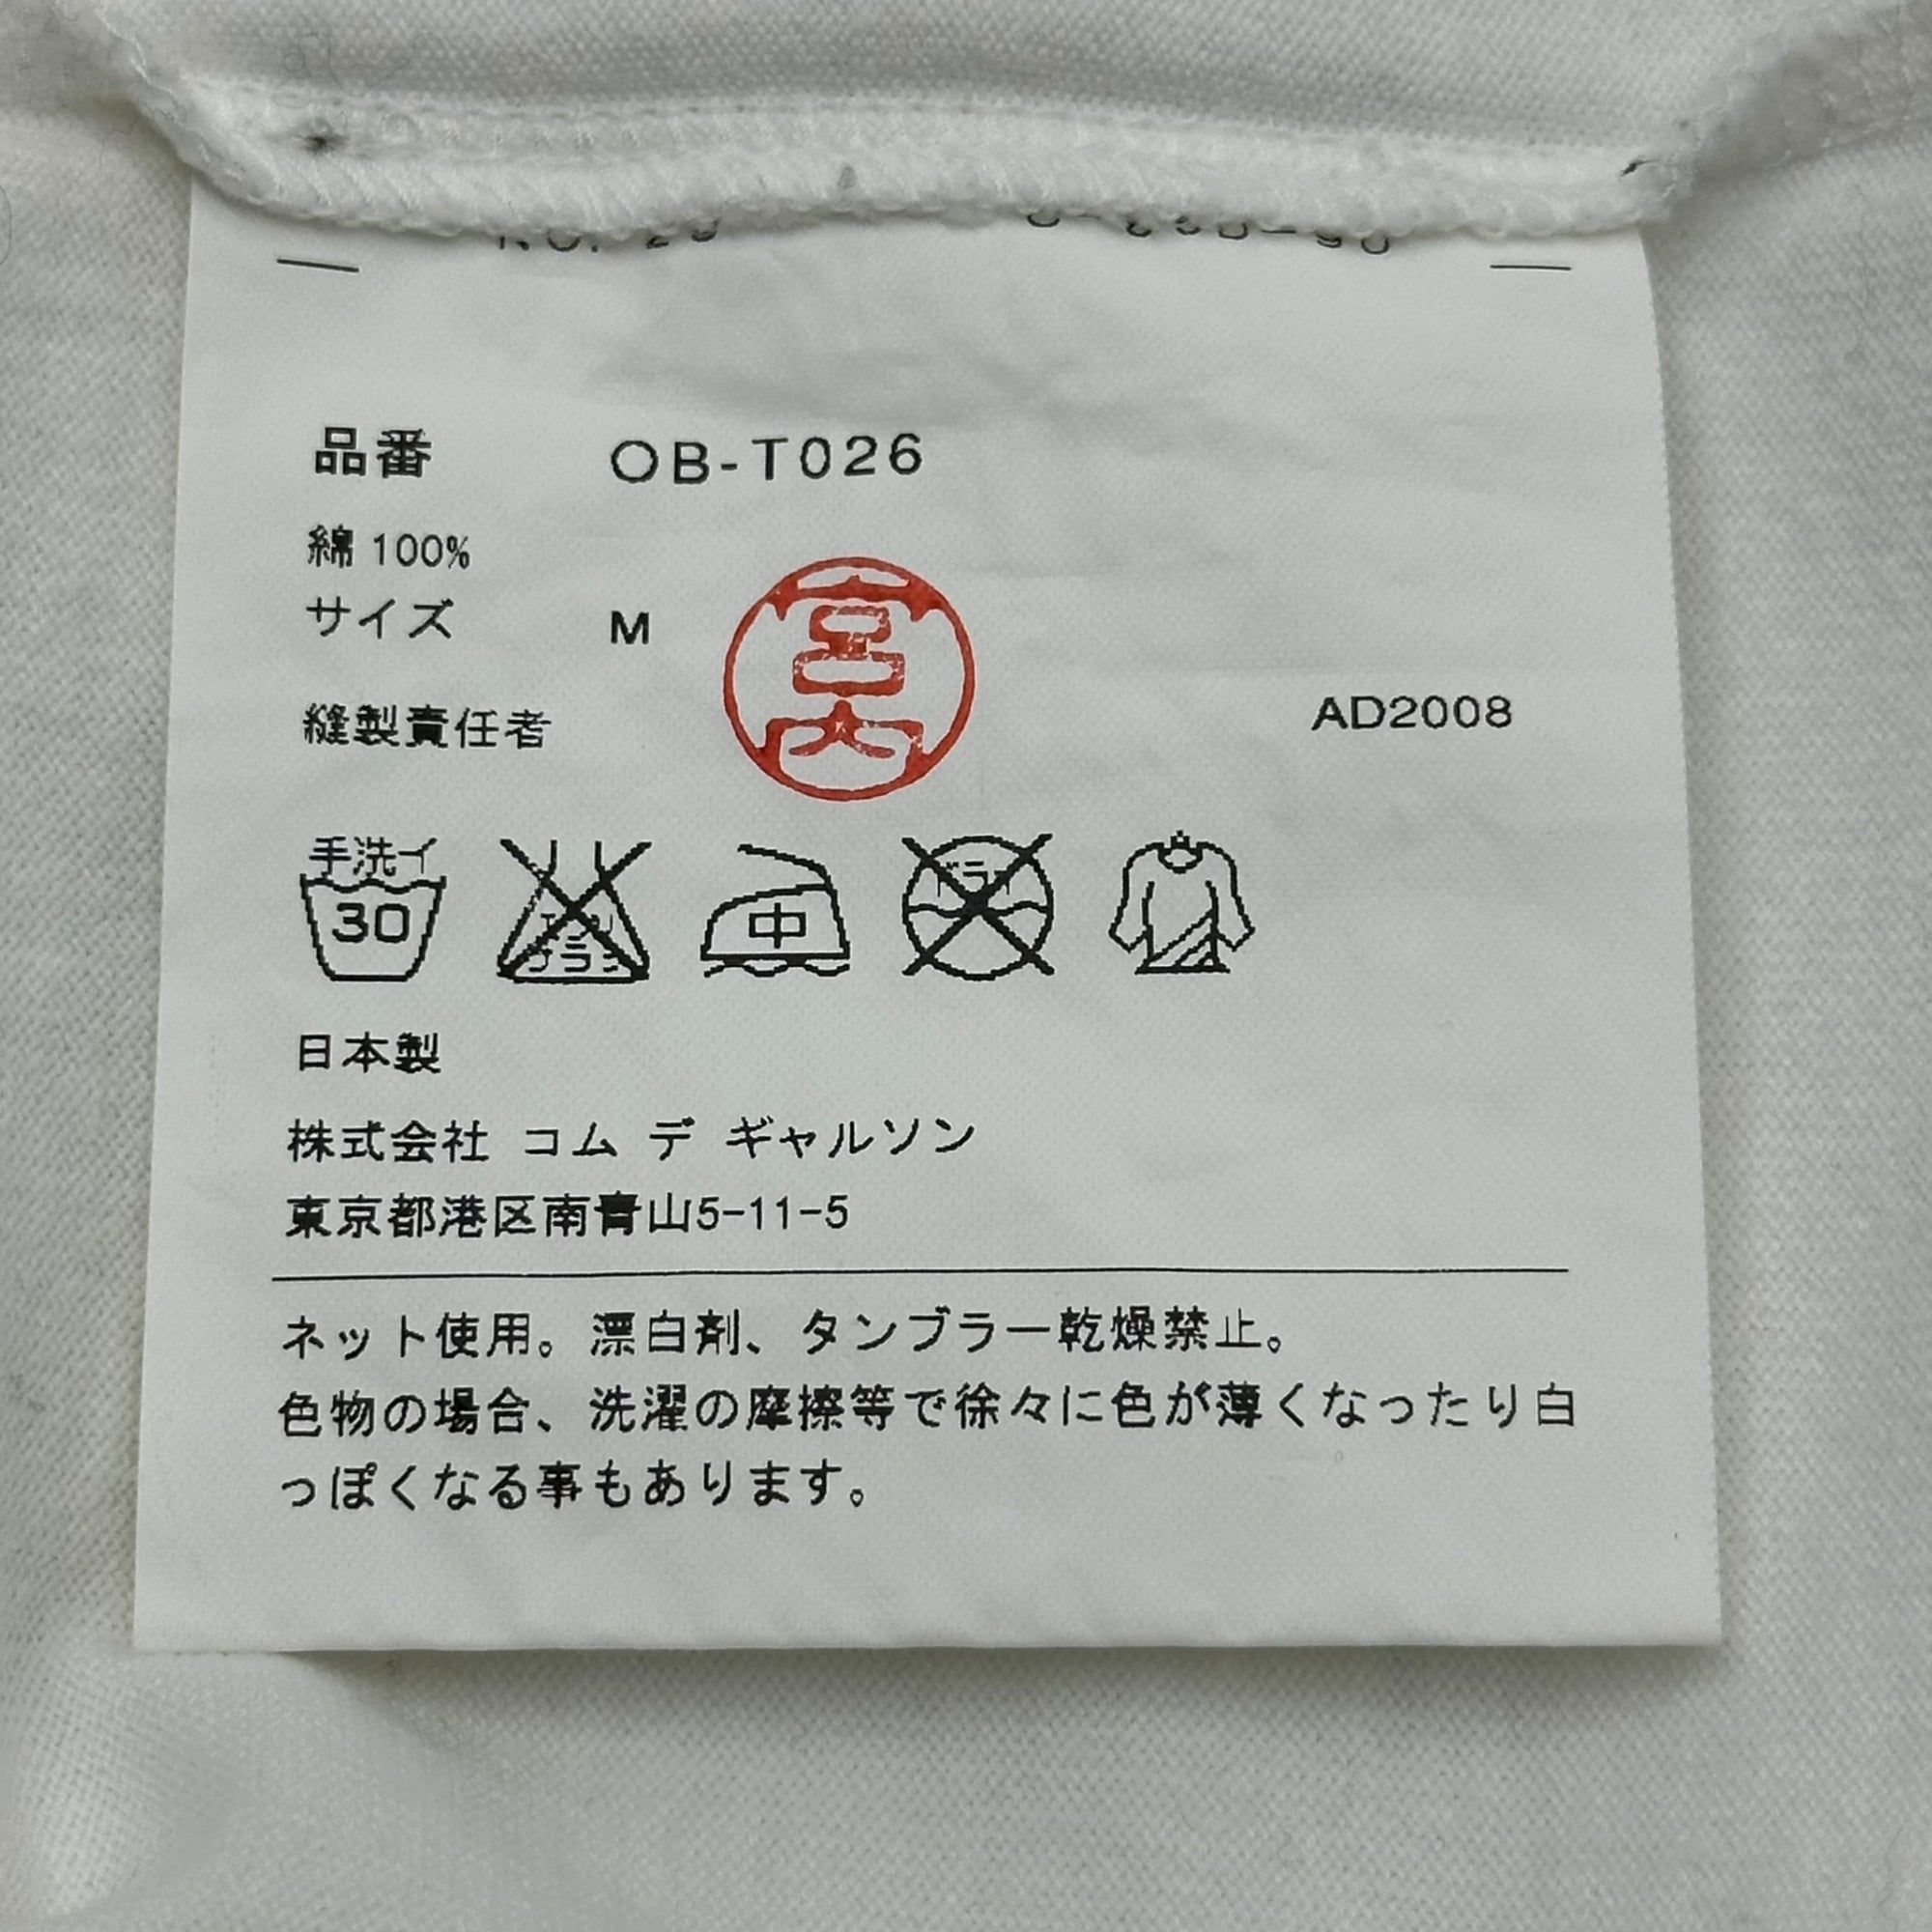 品番 OB-T026
綿 100%
サイズ M
宮内
縫製責任者 AD2008
手洗イ
30
中
日本製
株式会社 コム デ ギャルソン
東京都港区南青山5-11-5
ネット使用。漂白剤、タンブラー乾燥禁止。
色物の場合、洗濯の摩擦等で徐々に色が薄くなったり白
っぽくなる事もあります。